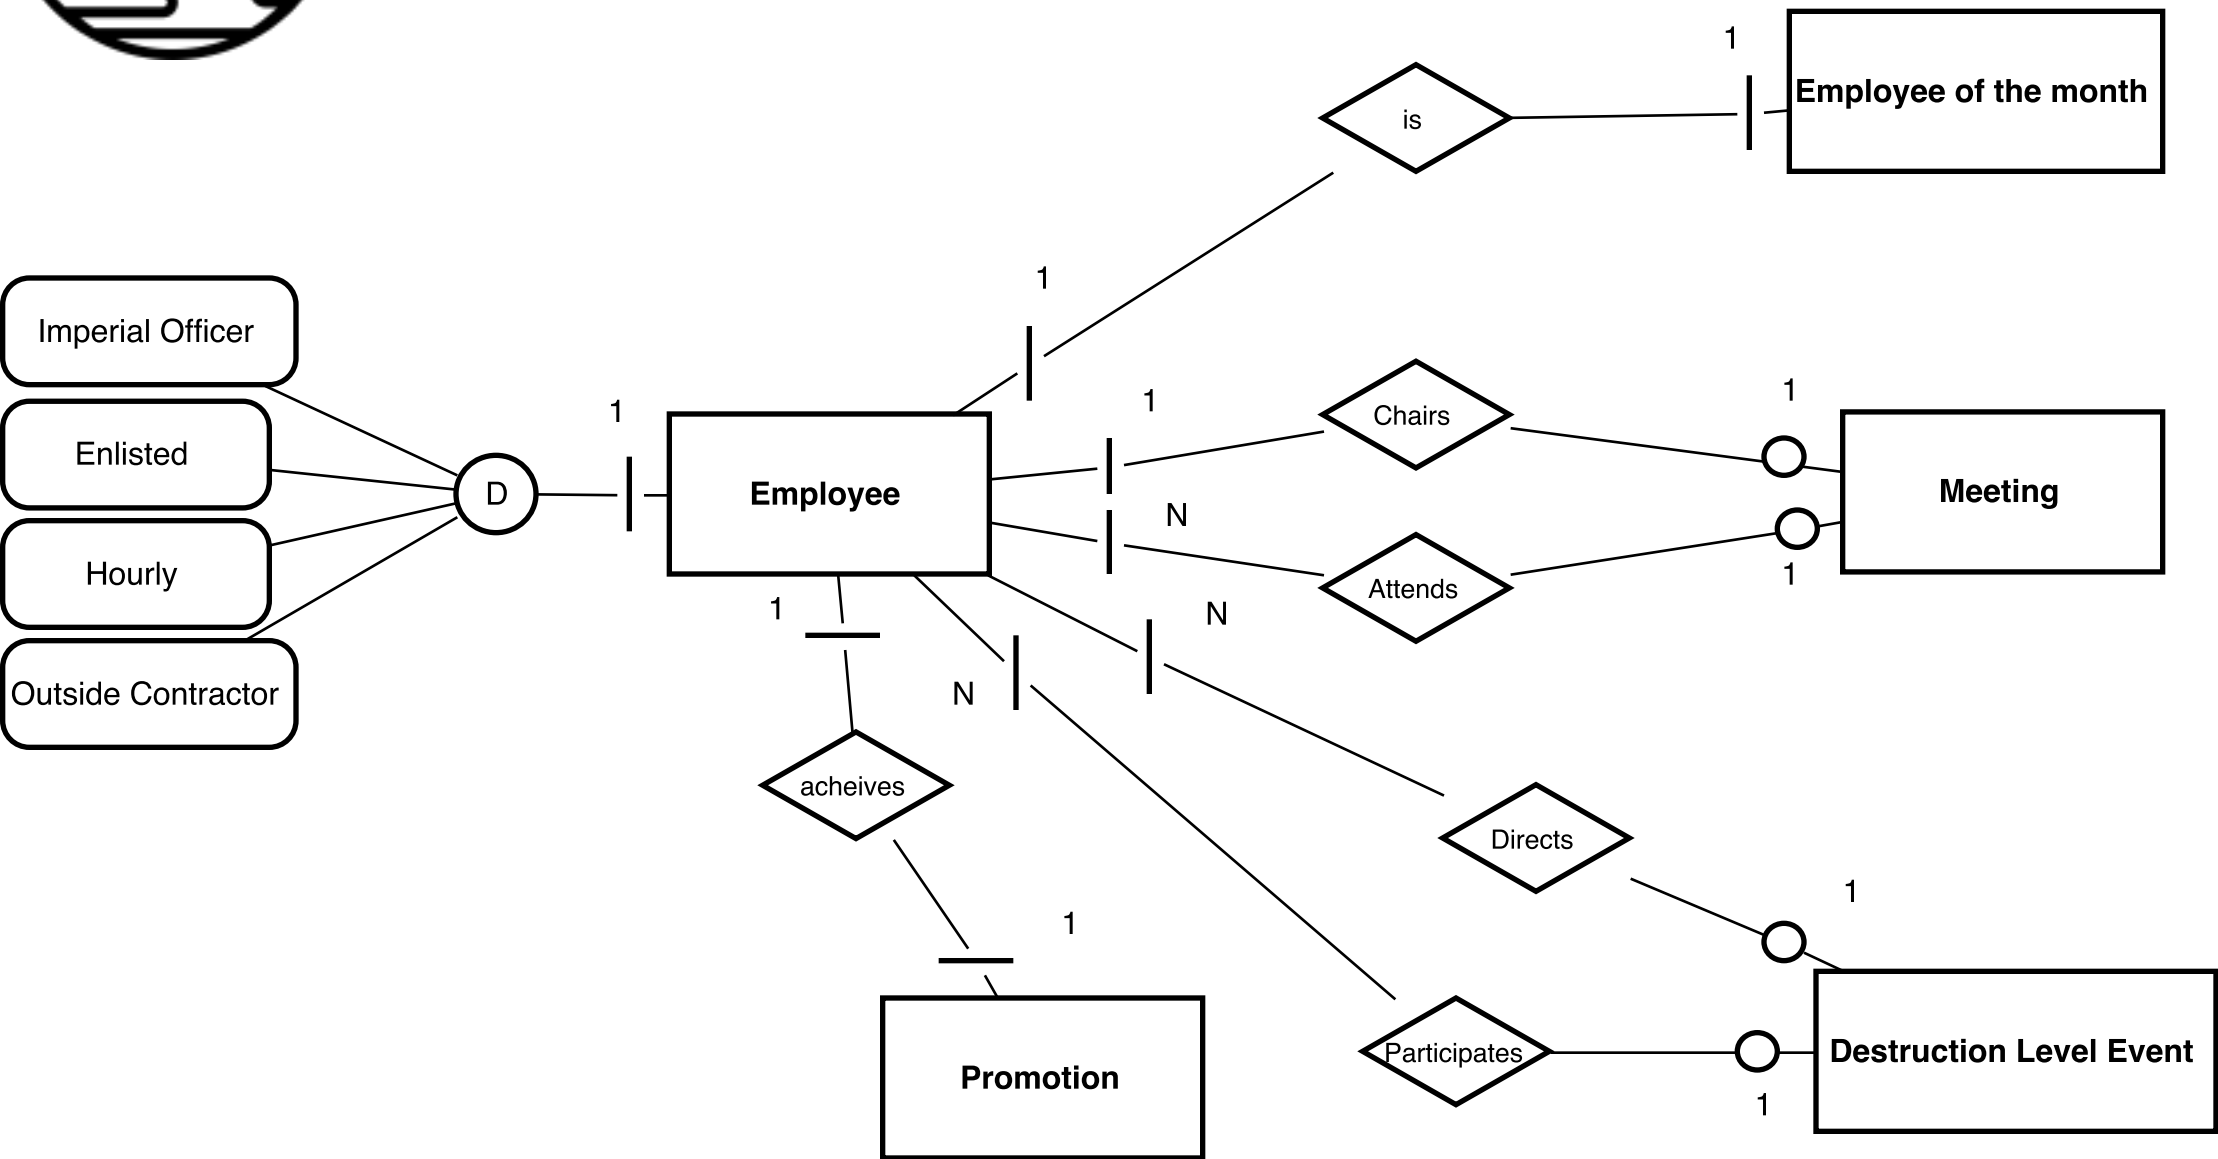 1
Employee of the month
is
1
Imperial Officer
1
1
1
Chairs
Enlisted
D
Employee
Meeting
N
Hourly
Attends
1
1
N
Outside Contractor
N
acheives
Directs
1
1
Participates
Destruction Level Event
Promotion
1